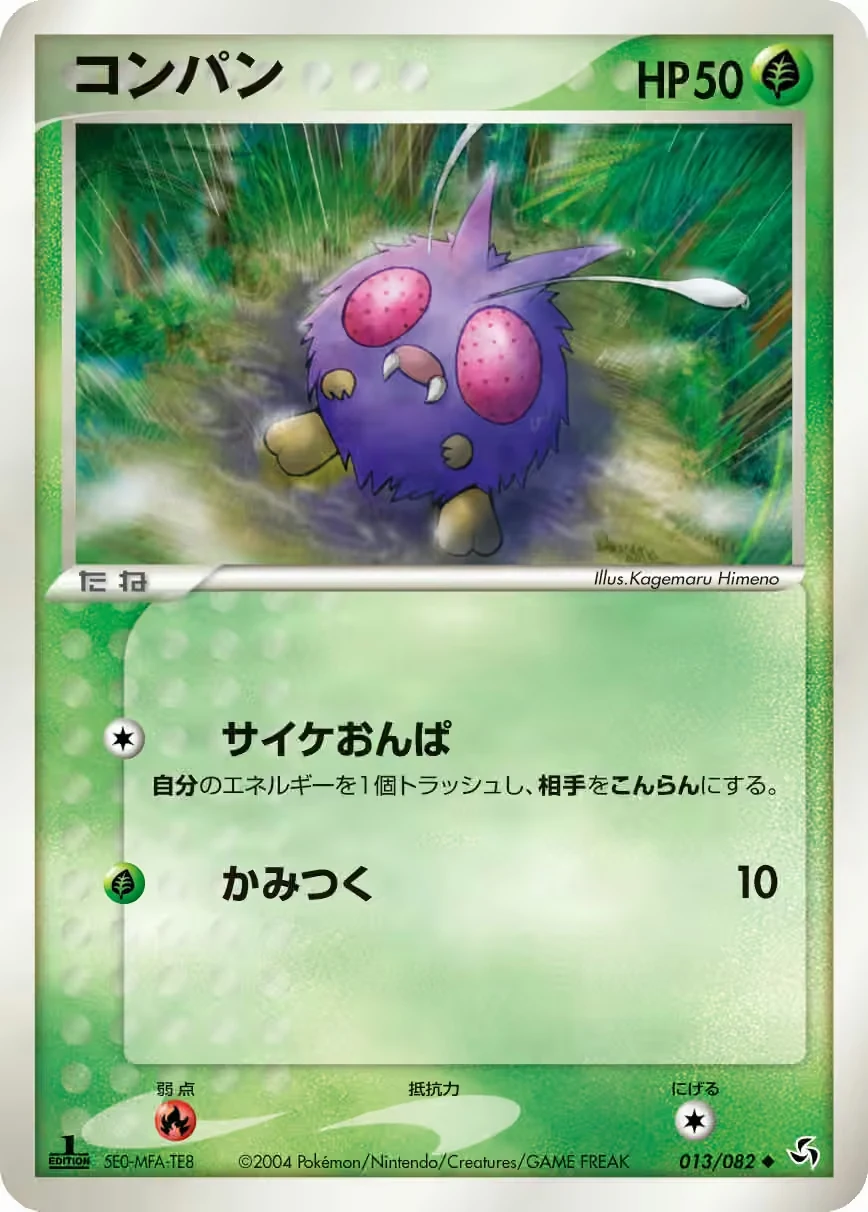 コンパン
HP50
たね
Illus.Kagemaru Himeno
サイケおんぱ
自分のエネルギーを1個トラッシュし、相手をこんらんにする。
かみつく 10
弱点 抵抗力 にげる
1 EDITION 5E0-MFA-TE8 ©2004 Pokémon/Nintendo/Creatures/GAME FREAK 013/082